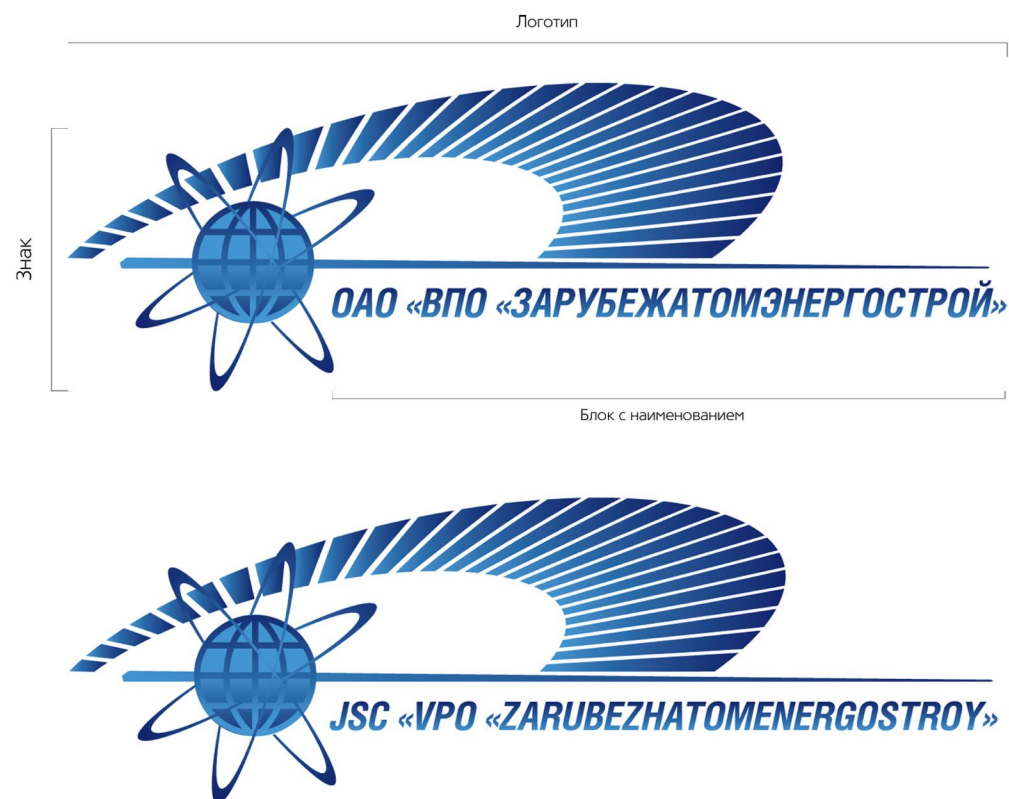 Логотип
Знак
ОАО «ВПО «ЗАРУБЕЖАТОМЭНЕРГОСТРОЙ»
Блок с наименованием
JSC «VPO «ZARUBEZHATOMENERGOSTROY»